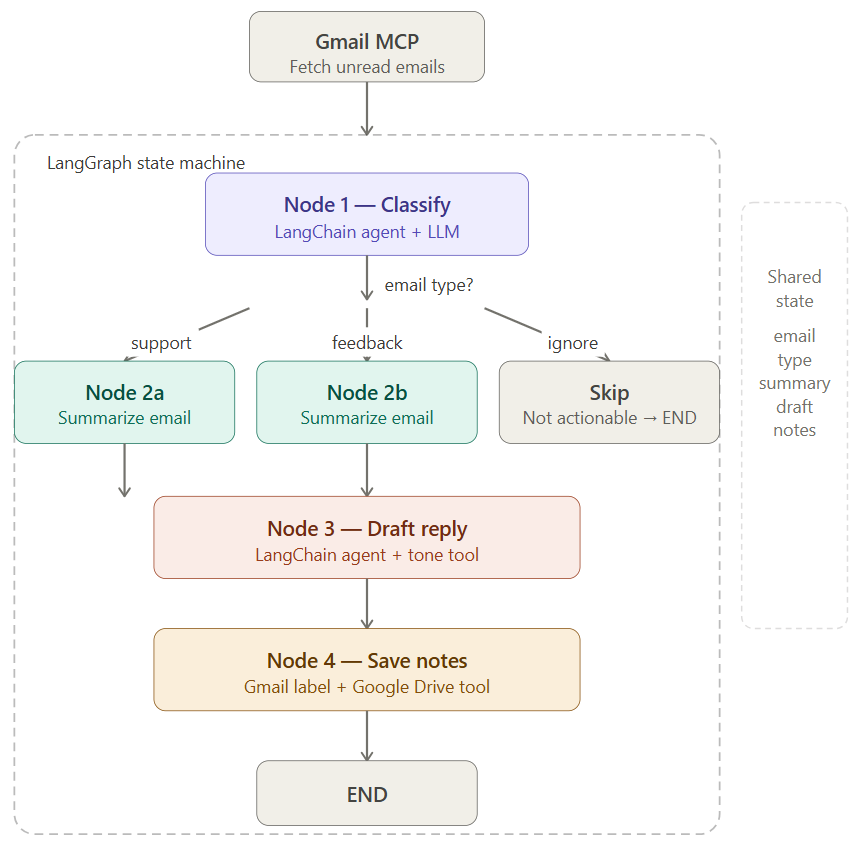 Gmail MCP
Fetch unread emails
LangGraph state machine
Node 1 — Classify
LangChain agent + LLM
email type?
support
feedback
ignore
Node 2a
Summarize email
Node 2b
Summarize email
Skip
Not actionable → END
Node 3 — Draft reply
LangChain agent + tone tool
Node 4 — Save notes
Gmail label + Google Drive tool
END
Shared
state
email
type
summary
draft
notes